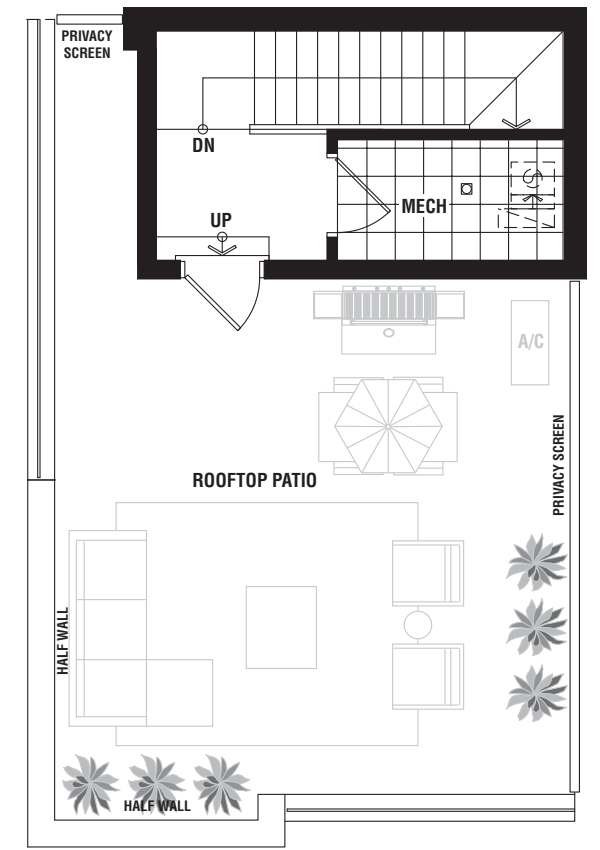 PRIVACY
SCREEN
DN
UP
MECH
A/C
PRIVACY SCREEN
ROOFTOP PATIO
HALF WALL
HALF WALL